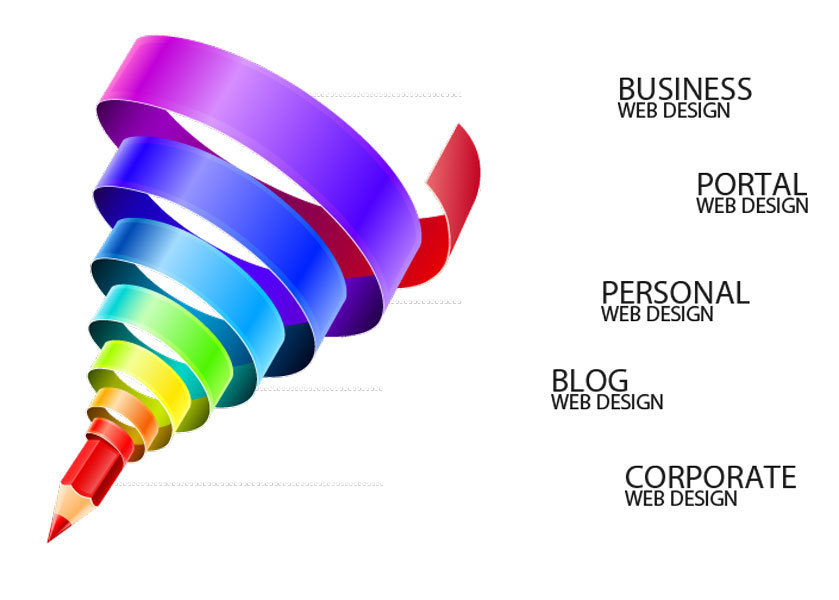 BUSINESS
WEB DESIGN
PORTAL
WEB DESIGN
PERSONAL
WEB DESIGN
BLOG
WEB DESIGN
CORPORATE
WEB DESIGN